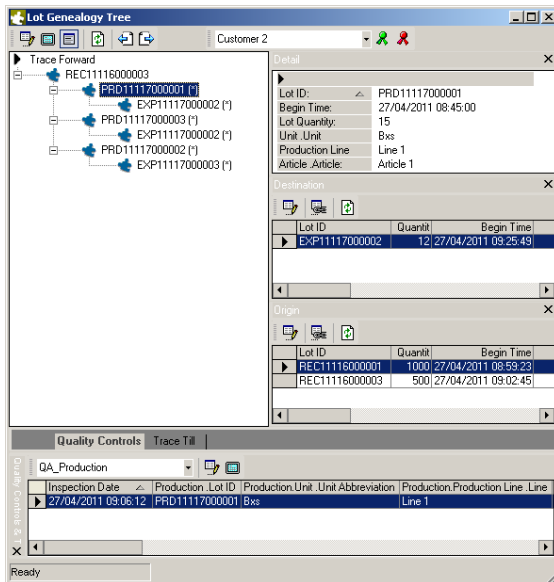 Lot Genealogy Tree
Customer 2
Trace Forward
REC11116000003
PRD11117000001 (*)
EXP11117000002 (*)
PRD11117000003 (*)
EXP11117000002 (*)
PRD11117000002 (*)
EXP11117000003 (*)
Detail
Lot ID: PRD11117000001
Begin Time: 27/04/2011 08:45:00
Lot Quantity: 15
Unit .Unit Bxs
Production Line Line 1
Article .Article: Article 1
Destination
Lot ID Quantit Begin Time
EXP11117000002 12 27/04/2011 09:25:49
Origin
Lot ID Quantit Begin Time
REC11116000001 1000 27/04/2011 08:59:23
REC11116000003 500 27/04/2011 09:02:45
Quality Controls Trace Till
Quality Controls & T
QA_Production
Inspection Date Production .Lot ID Production.Unit .Unit Abbreviation Production.Production Line .Line
27/04/2011 09:06:12 PRD11117000001 Bxs Line 1
Ready